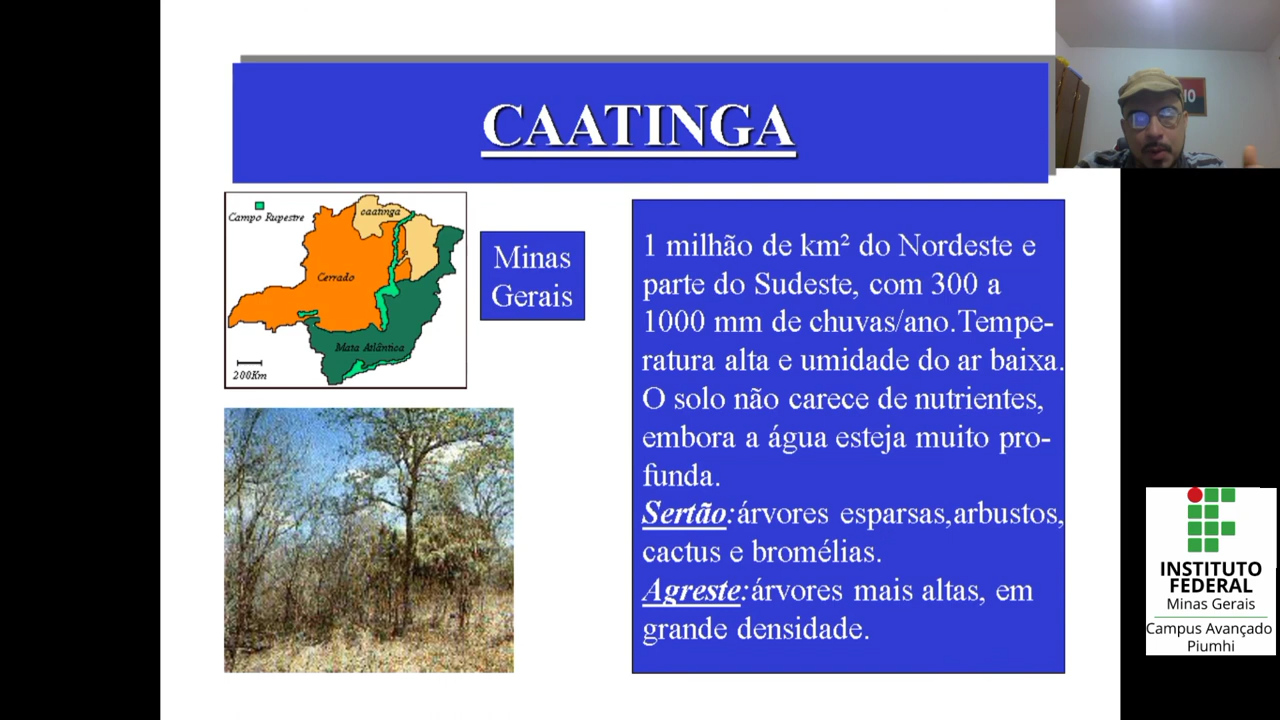 CAATINGA
Campo Rupestre
caatinga
Cerrado
Mata Atlântica
200Km
Minas
Gerais
1 milhão de km² do Nordeste e
parte do Sudeste, com 300 a
1000 mm de chuvas/ano.Tempe-
ratura alta e umidade do ar baixa.
O solo não carece de nutrientes,
embora a água esteja muito pro-
funda.
Sertão:árvores esparsas,arbustos,
cactus e bromélias.
Agreste:árvores mais altas, em
grande densidade.
INSTITUTO
FEDERAL
Minas Gerais
Campus Avançado
Piumhi